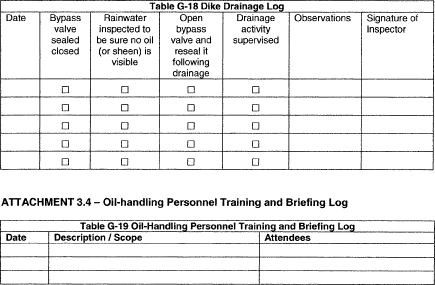 Table G-18 Dike Drainage Log
Date Bypass valve sealed closed Rainwater inspected to be sure no oil (or sheen) is visible Open bypass valve and reseal it following drainage Drainage activity supervised Observations Signature of Inspector
ATTACHMENT 3.4 – Oil-handling Personnel Training and Briefing Log
Table G-19 Oil-Handling Personnel Training and Briefing Log
Date Description / Scope Attendees